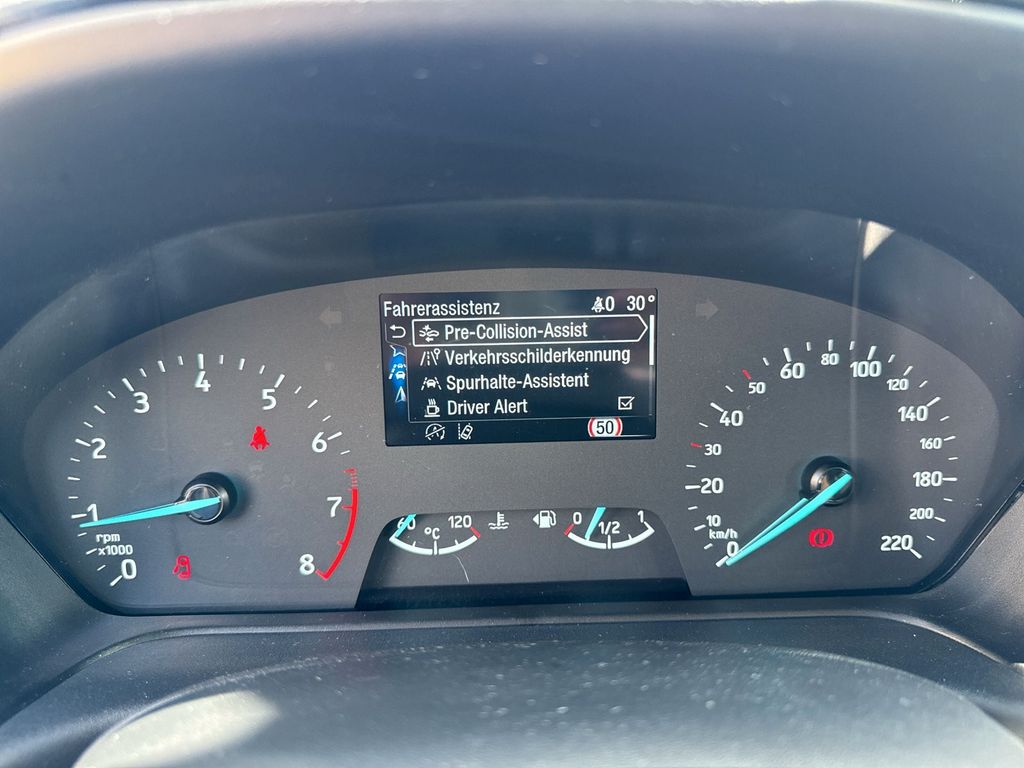 Fahrerassistenz 0 30°
Pre-Collision-Assist
Verkehrsschilderkennung
Spurhalte-Assistent
Driver Alert
50
0
1
2
3
4
5
6
7
8
rpm
x1000
60 120
°C
0 1/2 1
0
10
20
30
40
50
60
80
100
120
140
160
180
200
220
km/h